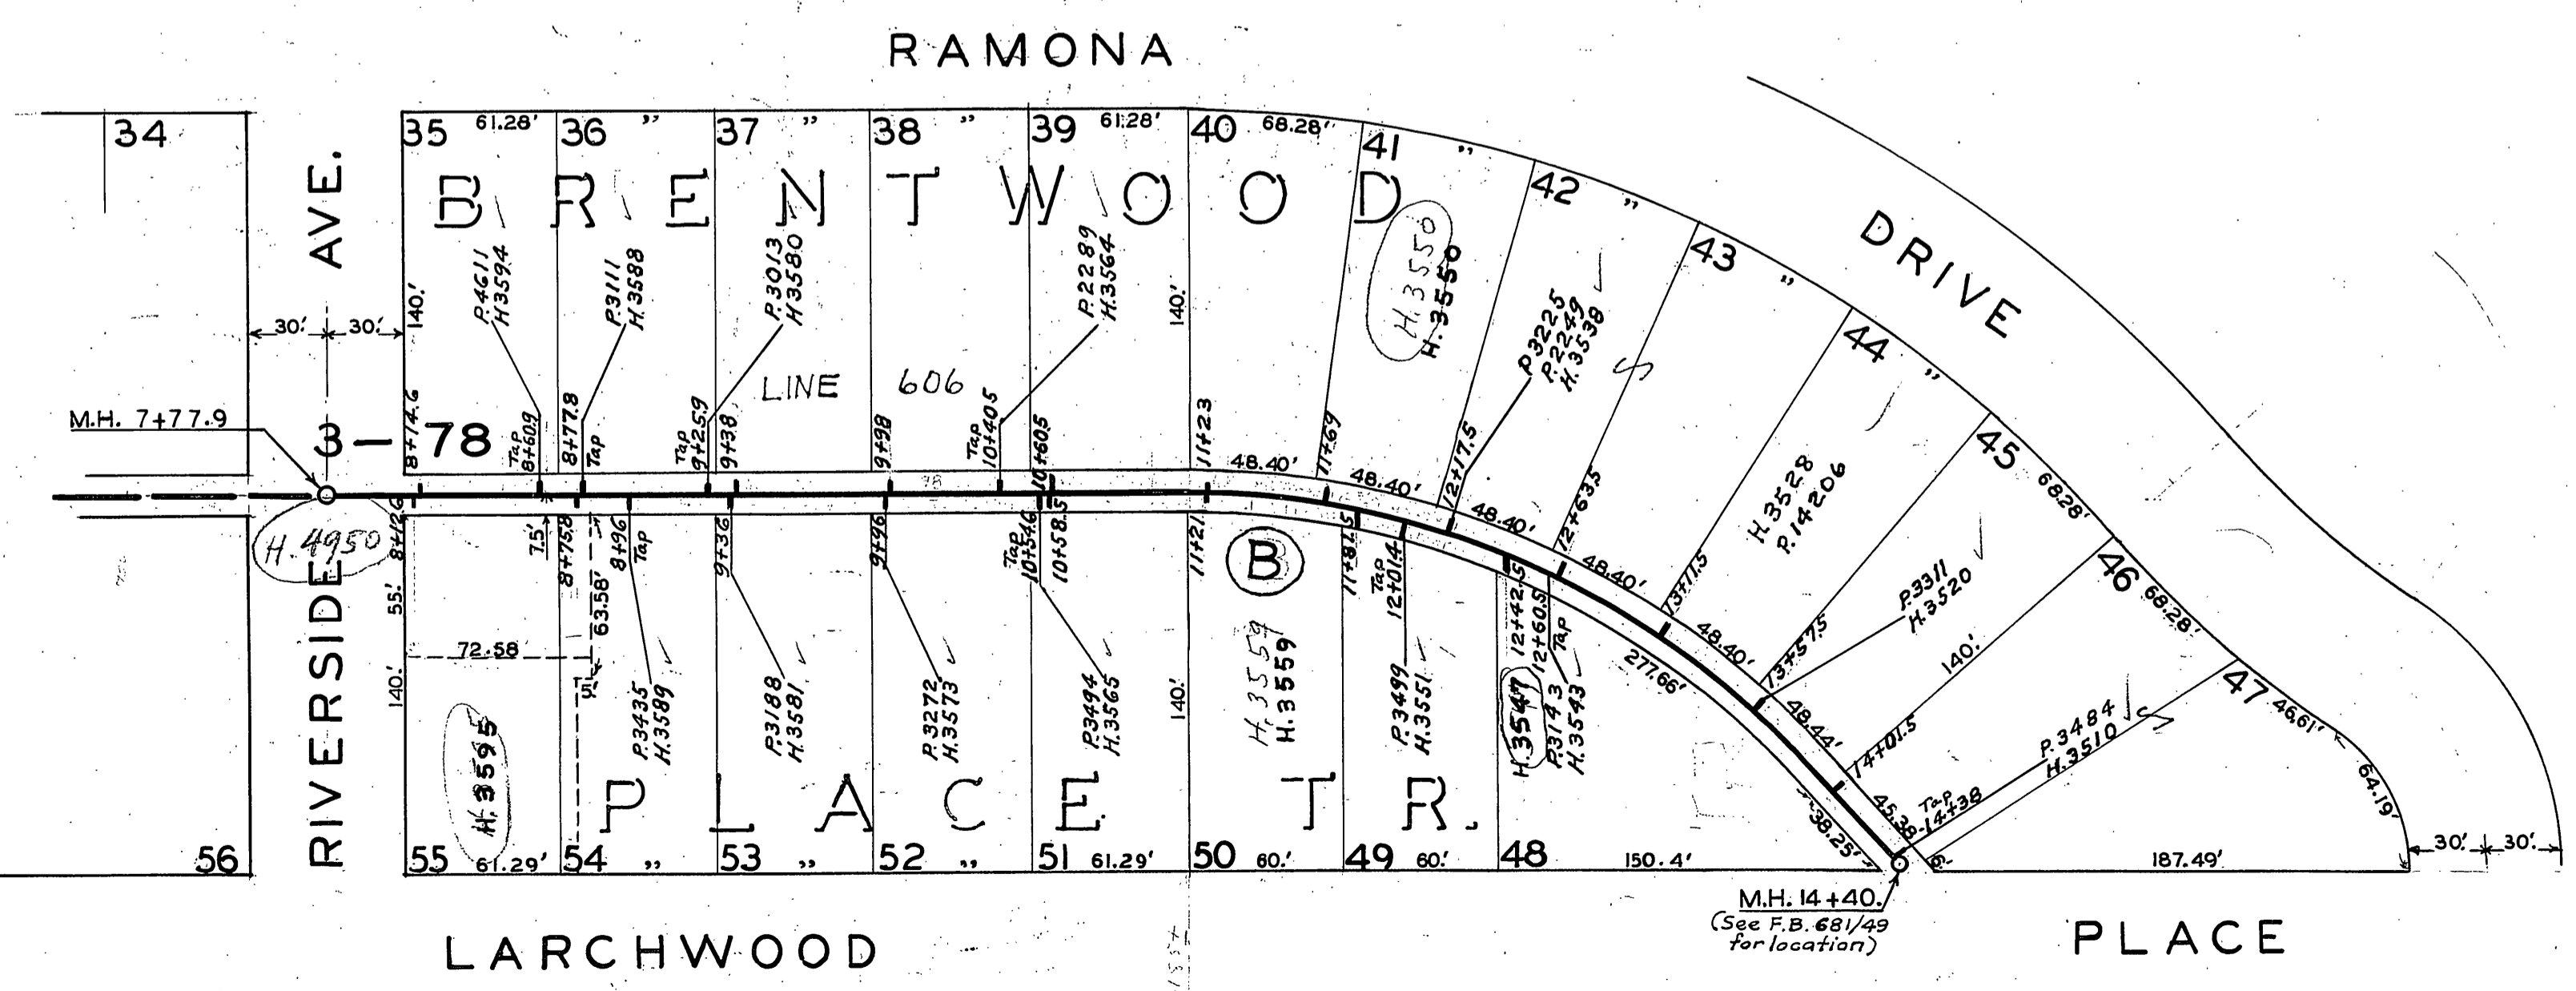 RAMONA
DRIVE
RIVERSIDE AVE.
LARCHWOOD
PLACE
BRENTWOOD
PLACE TR.
34
35
61.28'
36
"
37
"
38
"
39
61.28'
40
68.28'
41
"
42
"
43
"
44
"
45
68.28'
46
68.28'
47
46.61'
64.19'
30'
30'
187.49'
P.4611
H.3594
P.3111
H.3588
P.3013
H.3580
P.2289
H.3564
H.3550
H.3550
P.3225
P.2249
H.3538
S
H.3528
P.14206
P.3311
H.3520
140.'
P.3484
H.3510
S
30.'
30.'
140.'
140.'
LINE 606
M.H. 7+77.9
3-78
8+14.6
Tap
8+60.9
8+77.8
Tap
Tap
9+25.9
9+38
9+98
Tap
10+40.5
10+60.5
11+23
48.40'
11+69
48.40'
12+17.5
48.40'
12+63.5
48.40'
13+11.5
48.40'
13+57.5
48.44'
14+01.5
45.38
Tap
14+38
6'
H.4950
8+12.6
7.5'
8+75.8
8+96
Tap
9+36
9+96
Tap
10+54.6
10+58.5
11+21
B
11+81.5
Tap
12+01.4
12+42.5
12+60.5
Tap
277.66'
38.25'
55.'
63.58'
72.58'
5'
140.'
140.'
H.3595
P.3435
H.3589
P.3188
H.3581
P.3272
H.3573
P.3494
H.3565
H.3559
H.3559
P.3499
H.3551
H.3547
P.3143
H.3543
56
55
61.29'
54
"
53
"
52
"
51
61.29'
50
60.'
49
60.'
48
150.4'
M.H. 14+40.
(See F.B. 681/49
for location)